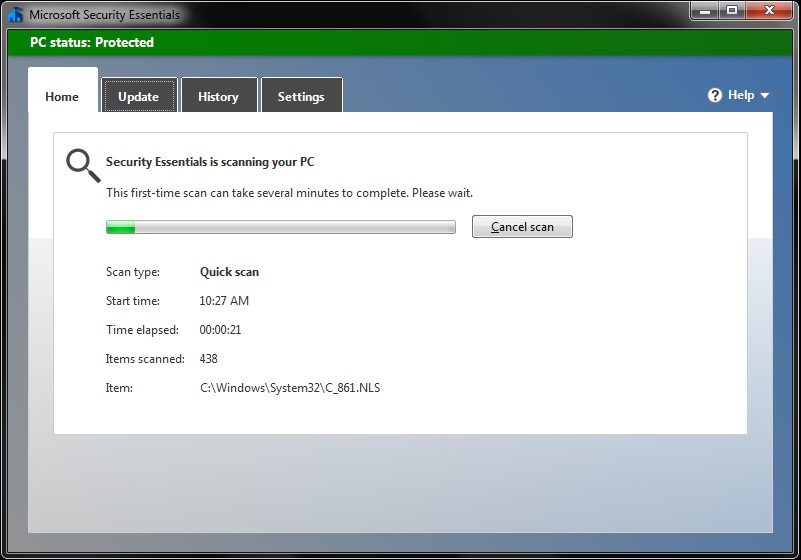 Microsoft Security Essentials
PC status: Protected
Home Update History Settings Help
Security Essentials is scanning your PC
This first-time scan can take several minutes to complete. Please wait.
Cancel scan
Scan type: Quick scan
Start time: 10:27 AM
Time elapsed: 00:00:21
Items scanned: 438
Item: C:\Windows\System32\C_861.NLS